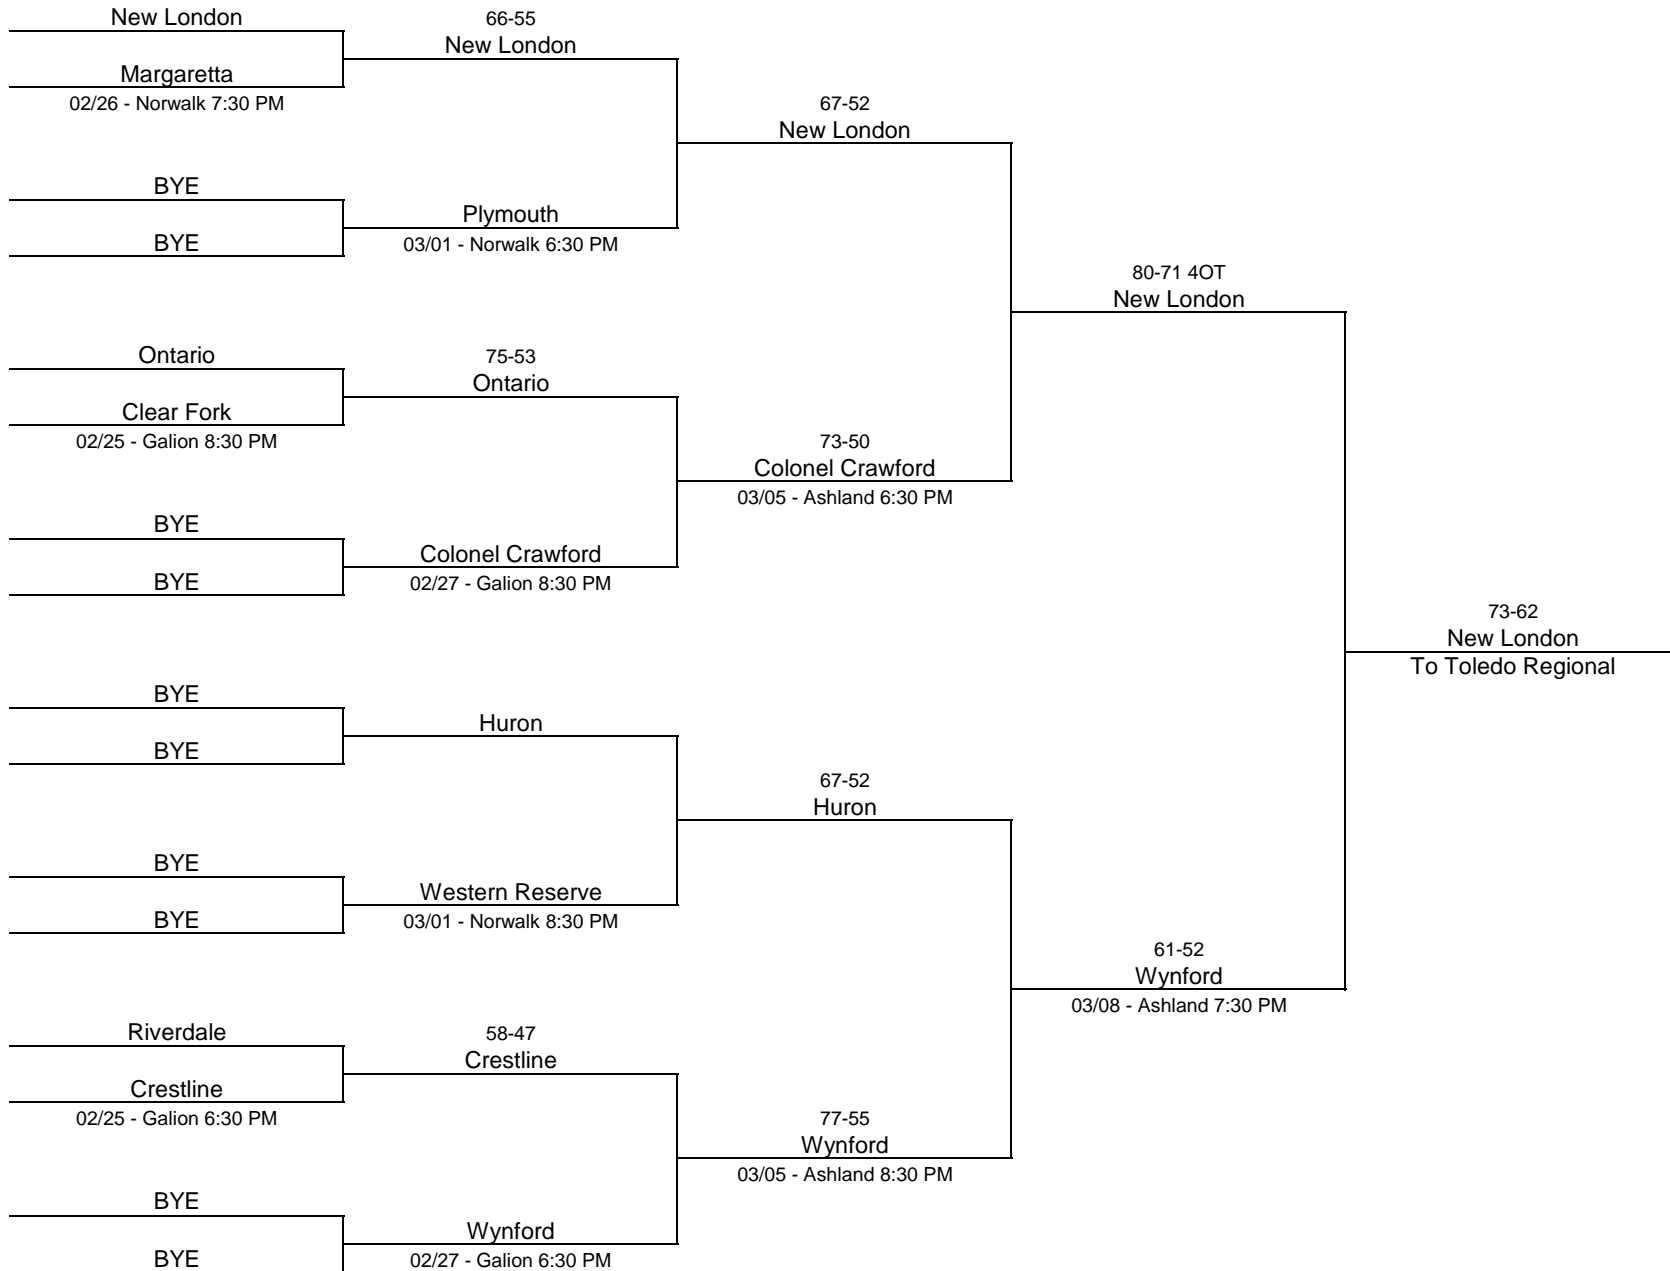 New London
66-55
New London
Margaretta
02/26 - Norwalk 7:30 PM
67-52
New London
BYE
Plymouth
BYE
03/01 - Norwalk 6:30 PM
80-71 4OT
New London
Ontario
75-53
Ontario
Clear Fork
02/25 - Galion 8:30 PM
73-50
Colonel Crawford
03/05 - Ashland 6:30 PM
BYE
Colonel Crawford
BYE
02/27 - Galion 8:30 PM
73-62
New London
To Toledo Regional
BYE
Huron
BYE
67-52
Huron
BYE
Western Reserve
BYE
03/01 - Norwalk 8:30 PM
61-52
Wynford
03/08 - Ashland 7:30 PM
Riverdale
58-47
Crestline
Crestline
02/25 - Galion 6:30 PM
77-55
Wynford
03/05 - Ashland 8:30 PM
BYE
Wynford
BYE
02/27 - Galion 6:30 PM